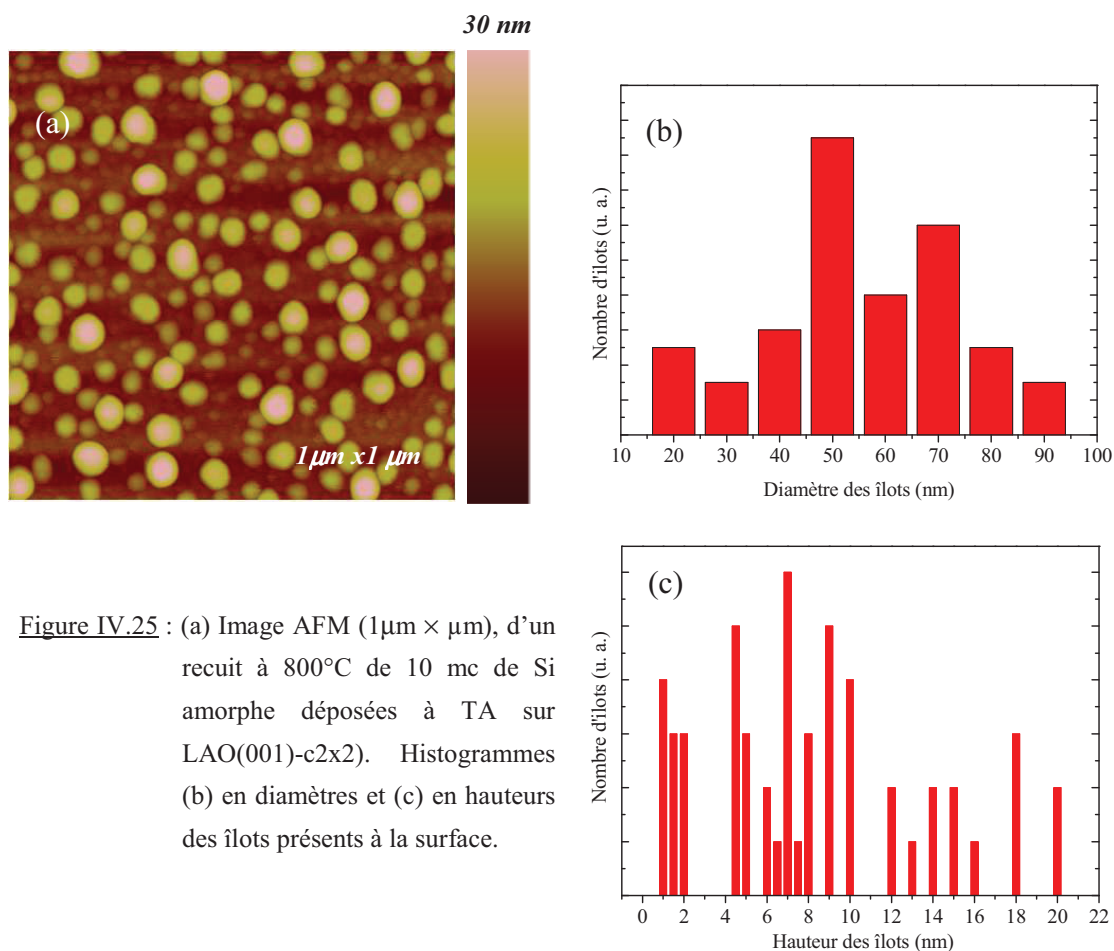 30 nm
(a)
1μm x1 μm
(b)
Nombre d'ilots (u. a.)
10 20 30 40 50 60 70 80 90 100
Diamètre des îlots (nm)
(c)
Nombre d'ilots (u. a.)
0 2 4 6 8 10 12 14 16 18 20 22
Hauteur des îlots (nm)
Figure IV.25 : (a) Image AFM (1μm × μm), d’un
recuit à 800°C de 10 mc de Si
amorphe déposées à TA sur
LAO(001)-c2x2). Histogrammes
(b) en diamètres et (c) en hauteurs
des îlots présents à la surface.